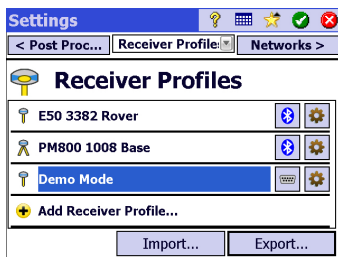 Settings
< Post Proc... Receiver Profile: Networks >
Receiver Profiles
E50 3382 Rover
PM800 1008 Base
Demo Mode
Add Receiver Profile...
Import... Export...